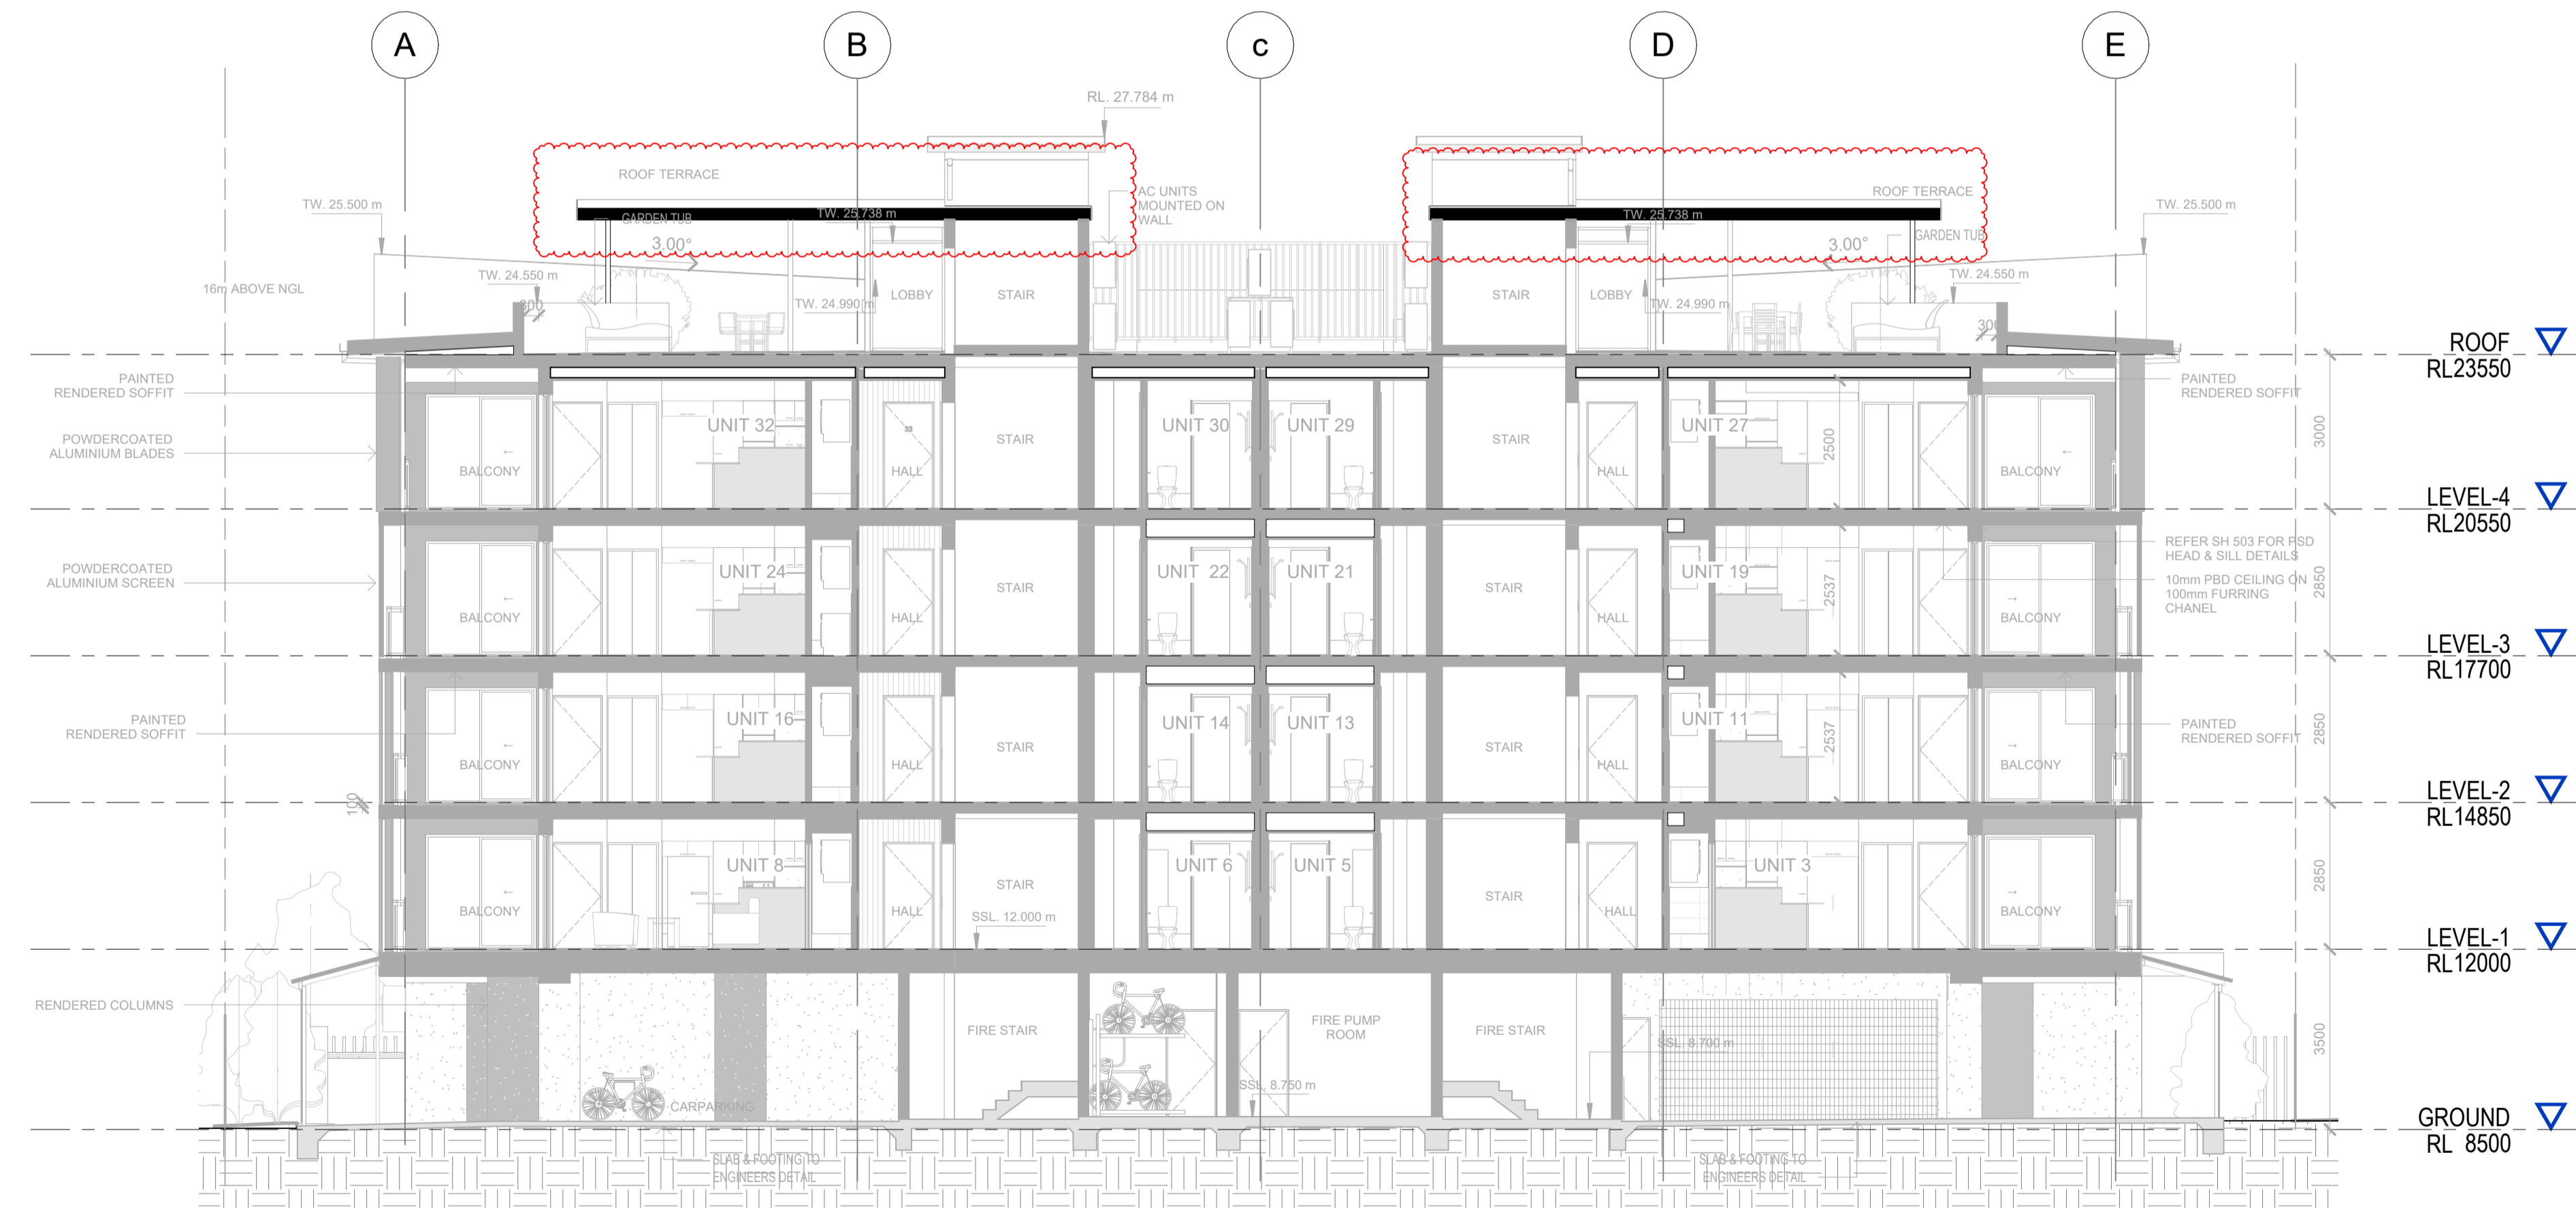 A
B
c
D
E
RL. 27.784 m
ROOF TERRACE
AC UNITS
MOUNTED ON
WALL
ROOF TERRACE
TW. 25.500 m
GARDEN TUB
TW. 25.738 m
TW. 25.738 m
TW. 25.500 m
3.00°
3.00°
GARDEN TUB
16m ABOVE NGL
TW. 24.550 m
300
TW. 24.990 m
LOBBY
STAIR
STAIR
LOBBY
TW. 24.990 m
TW. 24.550 m
300
ROOF
RL23550
PAINTED
RENDERED SOFFIT
PAINTED
RENDERED SOFFIT
POWDERCOATED
ALUMINIUM BLADES
BALCONY
UNIT 32
33
HALL
STAIR
UNIT 30
UNIT 29
STAIR
HALL
UNIT 27
2500
BALCONY
3000
LEVEL-4
RL20550
POWDERCOATED
ALUMINIUM SCREEN
BALCONY
UNIT 24
HALL
STAIR
UNIT 22
UNIT 21
STAIR
HALL
UNIT 19
2537
BALCONY
REFER SH 503 FOR PSD
HEAD & SILL DETAILS
10mm PBD CEILING ON
100mm FURRING
CHANEL
2850
LEVEL-3
RL17700
PAINTED
RENDERED SOFFIT
BALCONY
UNIT 16
HALL
STAIR
UNIT 14
UNIT 13
STAIR
HALL
UNIT 11
2537
BALCONY
PAINTED
RENDERED SOFFIT
2850
100
LEVEL-2
RL14850
BALCONY
UNIT 8
HALL
STAIR
SSL. 12.000 m
UNIT 6
UNIT 5
STAIR
HALL
UNIT 3
BALCONY
2850
LEVEL-1
RL12000
RENDERED COLUMNS
FIRE STAIR
FIRE PUMP
ROOM
FIRE STAIR
SSL. 8.700 m
3500
CARPARKING
SSL. 8.750 m
GROUND
RL 8500
SLAB & FOOTING TO
ENGINEERS DETAIL
SLAB & FOOTING TO
ENGINEERS DETAIL